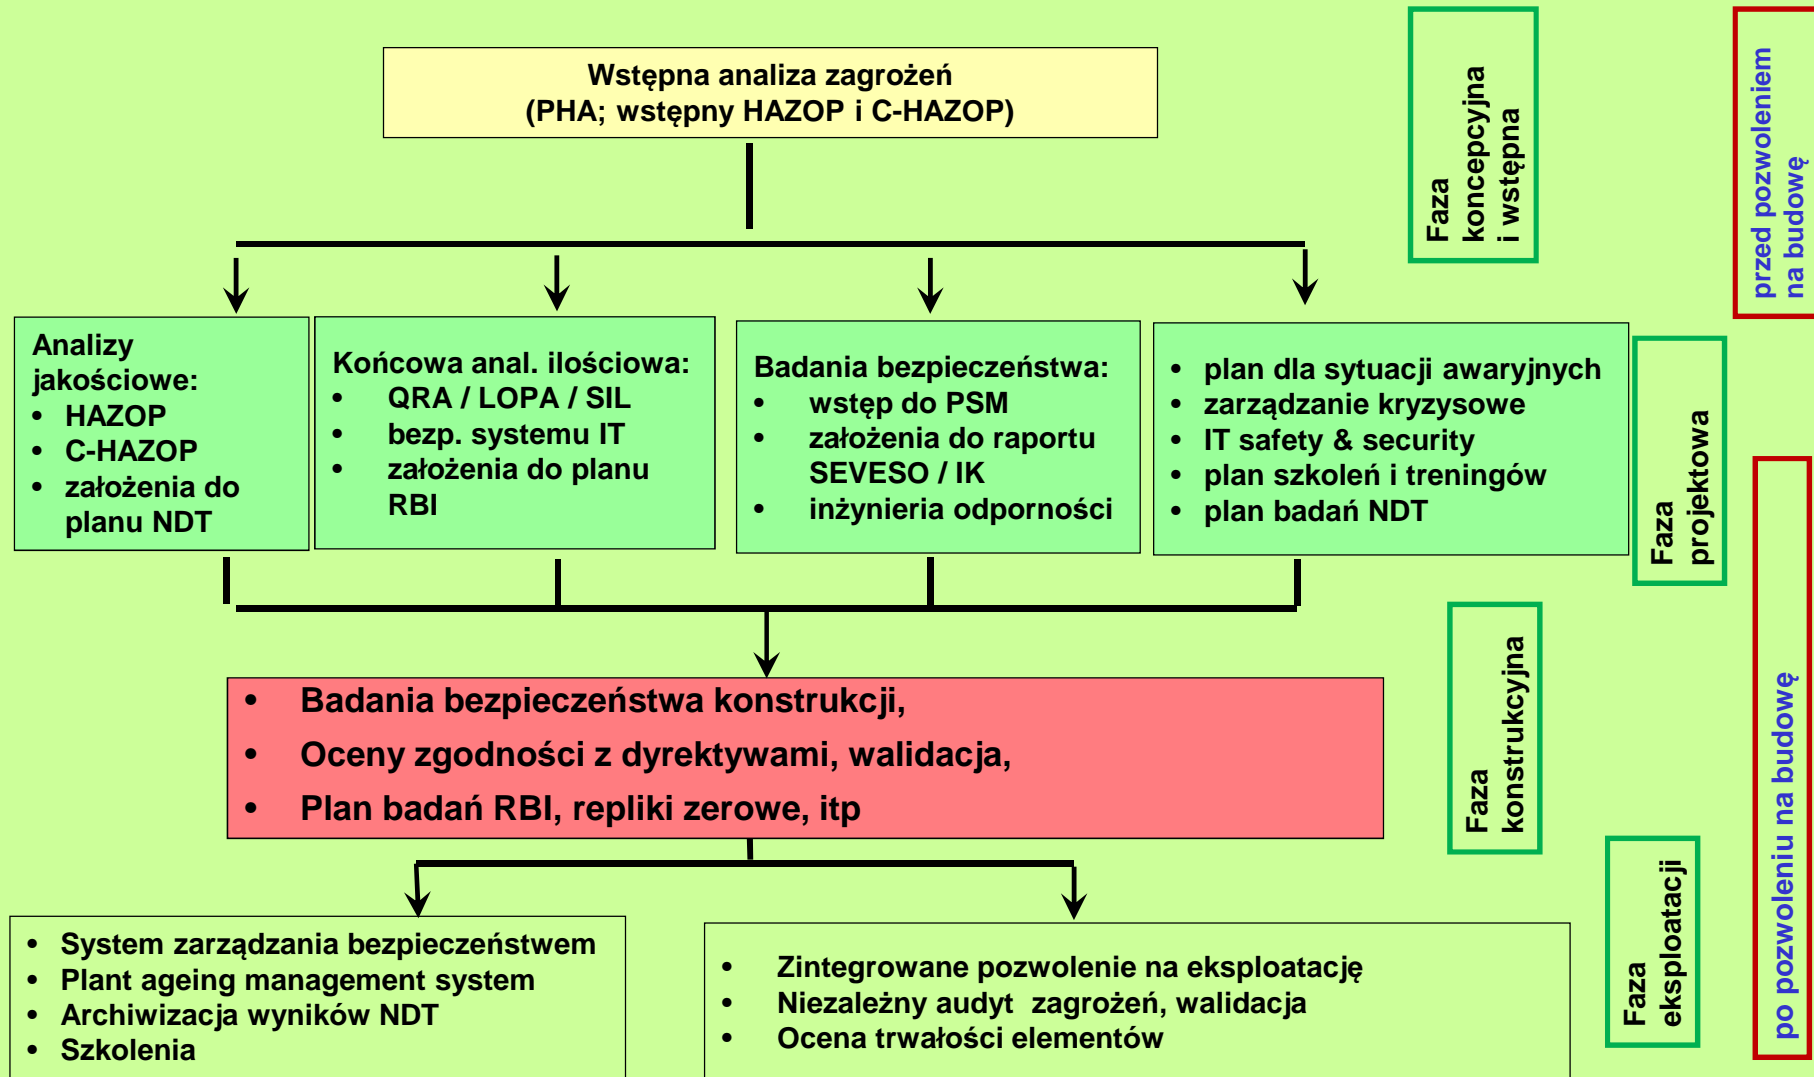 Wstępna analiza zagrożeń
(PHA; wstępny HAZOP i C-HAZOP)
Faza
koncepcyjna
i wstępna
przed pozwoleniem
na budowę
Analizy
jakościowe:
• HAZOP
• C-HAZOP
• założenia do
planu NDT
Końcowa anal. ilościowa:
• QRA / LOPA / SIL
• bezp. systemu IT
• założenia do planu
RBI
Badania bezpieczeństwa:
• wstęp do PSM
• założenia do raportu
SEVESO / IK
• inżynieria odporności
• plan dla sytuacji awaryjnych
• zarządzanie kryzysowe
• IT safety & security
• plan szkoleń i treningów
• plan badań NDT
Faza
projektowa
• Badania bezpieczeństwa konstrukcji,
• Oceny zgodności z dyrektywami, walidacja,
• Plan badań RBI, repliki zerowe, itp
Faza
konstrukcyjna
po pozwoleniu na budowę
• System zarządzania bezpieczeństwem
• Plant ageing management system
• Archiwizacja wyników NDT
• Szkolenia
• Zintegrowane pozwolenie na eksploatację
• Niezależny audyt zagrożeń, walidacja
• Ocena trwałości elementów
Faza
eksploatacji